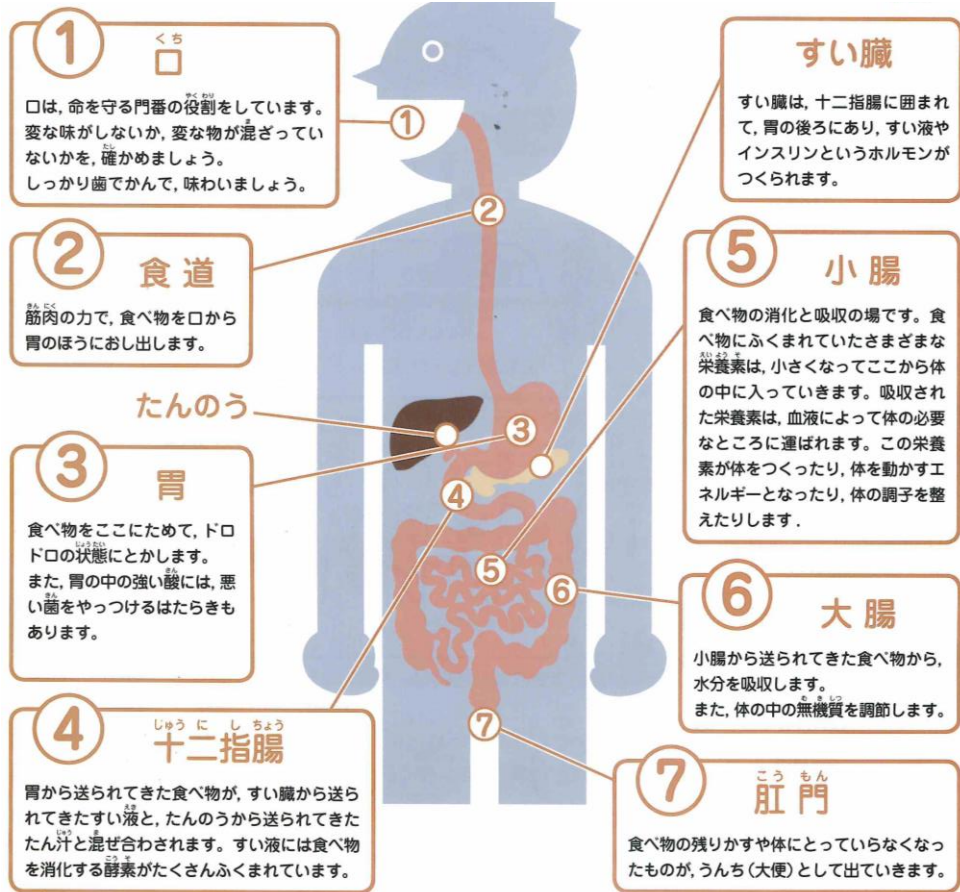 ①
くち
口
口は,命を守る門番の役割をしています。
変な味がしないか,変な物が混ざってい
ないかを,確かめましょう。
しっかり歯でかんで,味わいましょう。
②
食道
筋肉の力で,食べ物を口から
胃のほうにおし出します。
たんのう
③
胃
食べ物をここにためて,ドロ
ドロの状態にとかします。
また,胃の中の強い酸には,悪
い菌をやっつけるはたらきも
あります。
④
じゅうにしちょう
十二指腸
胃から送られてきた食べ物が,すい臓から送ら
れてきたすい液と,たんのうから送られてきた
たん汁と混ぜ合わされます。すい液には食べ物
を消化する酵素がたくさんふくまれています。
①
②
③
④
⑤
⑥
⑦
すい臓
すい臓は,十二指腸に囲まれ
て,胃の後ろにあり,すい液や
インスリンというホルモンが
つくられます。
⑤
小腸
食べ物の消化と吸収の場です。食
べ物にふくまれていたさまざまな
栄養素は,小さくなってここから体
の中に入っていきます。吸収され
た栄養素は,血液によって体の必要
なところに運ばれます。この栄養
素が体をつくったり,体を動かすエ
ネルギーとなったり,体の調子を整
えたりします.
⑥
大腸
小腸から送られてきた食べ物から,
水分を吸収します。
また,体の中の無機質を調節します。
⑦
こうもん
肛門
食べ物の残りかすや体にとっていらなくなっ
たものが,うんち(大便)として出ていきます。